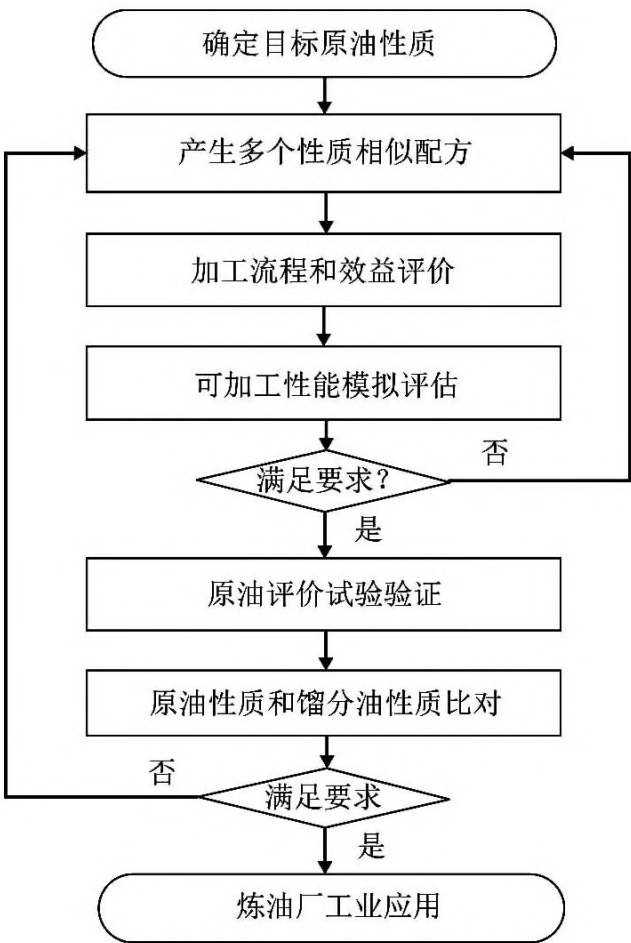 确定目标原油性质
产生多个性质相似配方
加工流程和效益评价
可加工性能模拟评估
满足要求？
否
是
原油评价试验验证
原油性质和馏分油性质比对
否
满足要求
是
炼油厂工业应用